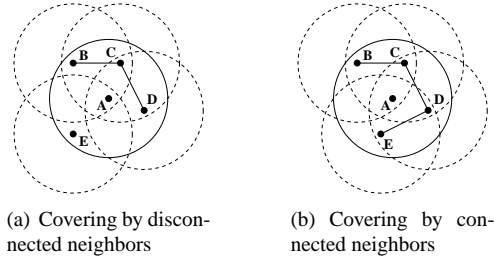 B C
A D
E
B C
A D
E
(a) Covering by discon-
nected neighbors
(b) Covering by con-
nected neighbors